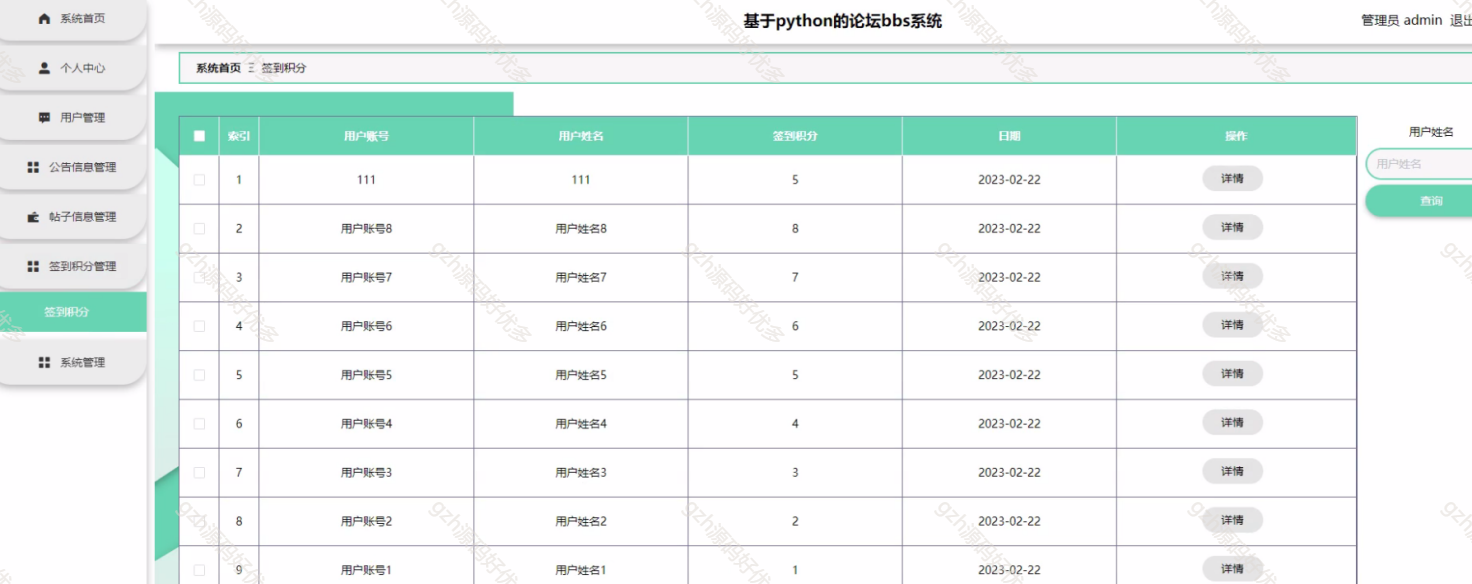 基于python的论坛bbs系统
管理员 admin 退出
系统首页
个人中心
用户管理
公告信息管理
帖子信息管理
签到积分管理
签到积分
系统管理
系统首页 Ξ 签到积分
索引 用户账号 用户姓名 签到积分 日期 操作
1 111 111 5 2023-02-22 详情
2 用户账号8 用户姓名8 8 2023-02-22 详情
3 用户账号7 用户姓名7 7 2023-02-22 详情
4 用户账号6 用户姓名6 6 2023-02-22 详情
5 用户账号5 用户姓名5 5 2023-02-22 详情
6 用户账号4 用户姓名4 4 2023-02-22 详情
7 用户账号3 用户姓名3 3 2023-02-22 详情
8 用户账号2 用户姓名2 2 2023-02-22 详情
9 用户账号1 用户姓名1 1 2023-02-22 详情
用户姓名
用户姓名
查询
gzh源码好优多